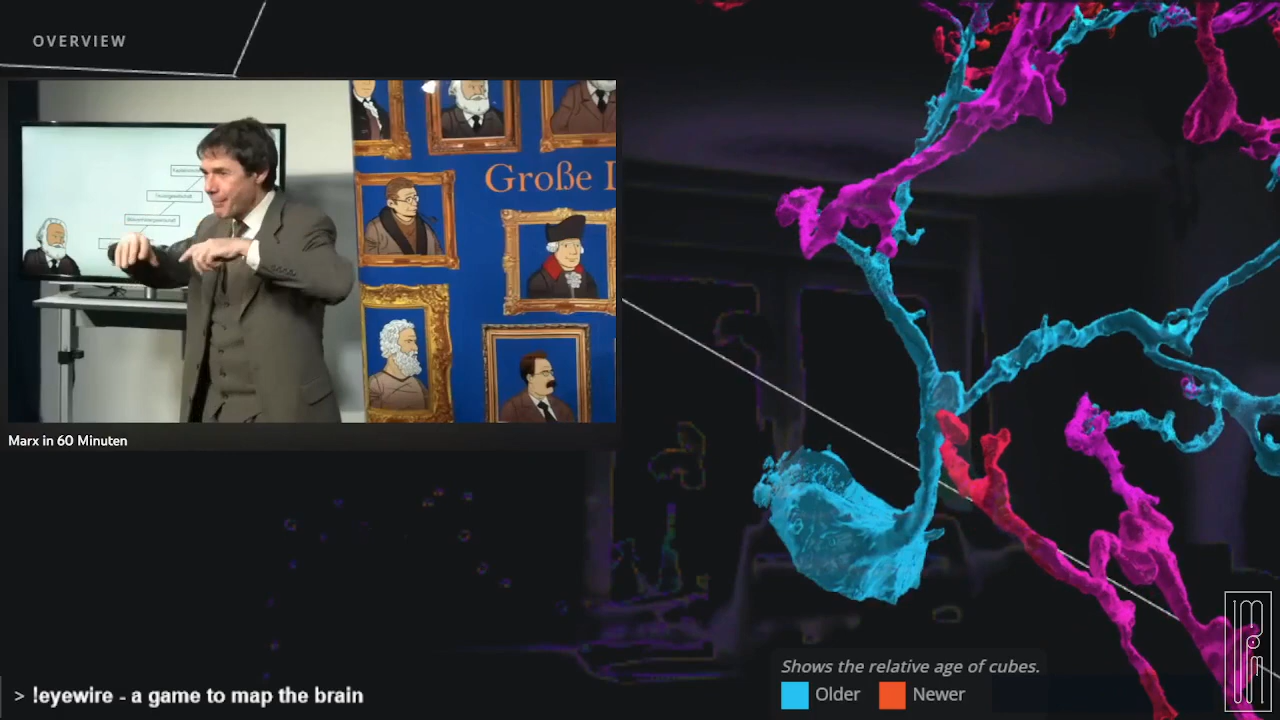 OVERVIEW
Große
Marx in 60 Minuten
> !eyewire - a game to map the brain
Shows the relative age of cubes.
Older
Newer